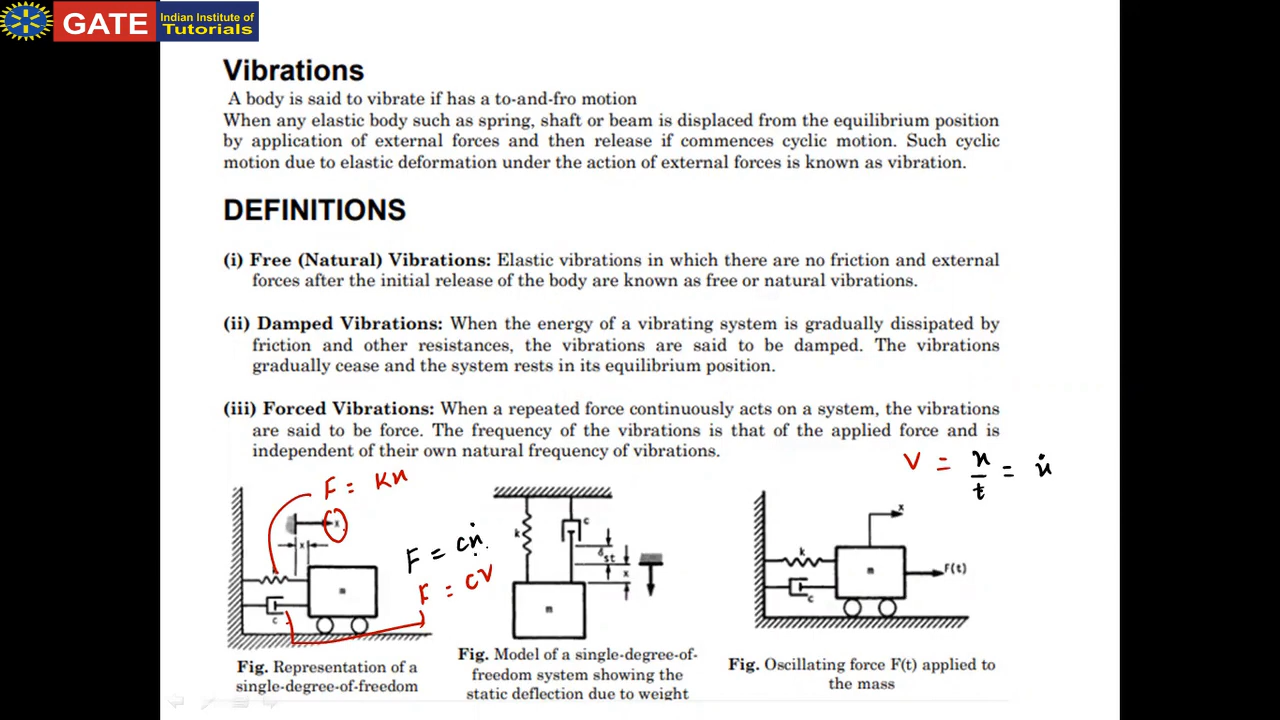 GATE
Indian Institute of
Tutorials
Vibrations
A body is said to vibrate if has a to-and-fro motion
When any elastic body such as spring, shaft or beam is displaced from the equilibrium position
by application of external forces and then release if commences cyclic motion. Such cyclic
motion due to elastic deformation under the action of external forces is known as vibration.
DEFINITIONS
(i) Free (Natural) Vibrations: Elastic vibrations in which there are no friction and external
forces after the initial release of the body are known as free or natural vibrations.
(ii) Damped Vibrations: When the energy of a vibrating system is gradually dissipated by
friction and other resistances, the vibrations are said to be damped. The vibrations
gradually cease and the system rests in its equilibrium position.
(iii) Forced Vibrations: When a repeated force continuously acts on a system, the vibrations
are said to be force. The frequency of the vibrations is that of the applied force and is
independent of their own natural frequency of vibrations.
V = x/t = ẋ
F = Kx
x
x
F = cẋ
F = cV
m
c
k
c
δst
x
m
x
k
c
m
F(t)
Fig. Representation of a
single-degree-of-freedom
Fig. Model of a single-degree-of-
freedom system showing the
static deflection due to weight
Fig. Oscillating force F(t) applied to
the mass